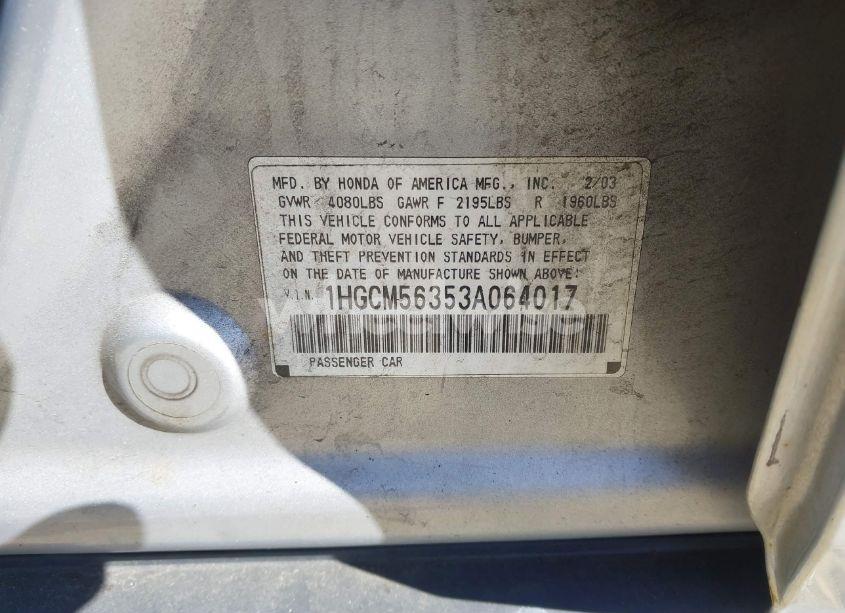 MFD. BY HONDA OF AMERICA MFG., INC. 2/03
GVWR 4080LBS GAWR F 2195LBS R 1960LBS
THIS VEHICLE CONFORMS TO ALL APPLICABLE
FEDERAL MOTOR VEHICLE SAFETY, BUMPER,
AND THEFT PREVENTION STANDARDS IN EFFECT
ON THE DATE OF MANUFACTURE SHOWN ABOVE:
V.I.N. 1HGCM56353A064017
PASSENGER CAR